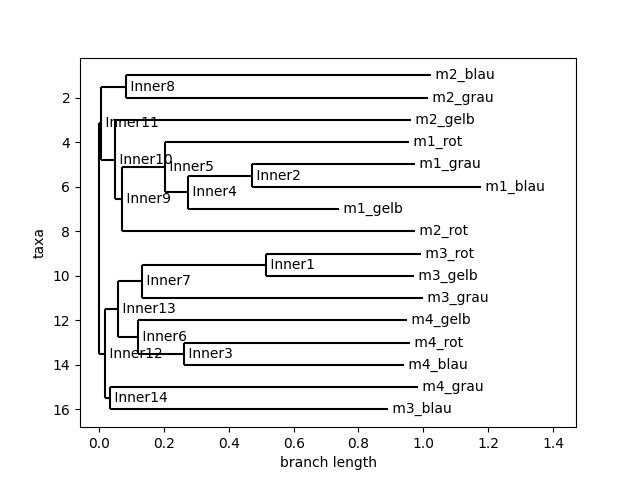 m2_blau
Inner8
2 m2_grau
m2_gelb
Inner11
4 m1_rot
Inner10
m1_grau
Inner5
Inner2
6 m1_blau
Inner4
Inner9
m1_gelb
8 m2_rot
taxa
m3_rot
Inner1
10 m3_gelb
Inner7
m3_grau
Inner13
12 m4_gelb
Inner6
m4_rot
Inner12 Inner3
14 m4_blau
m4_grau
Inner14
16 m3_blau
0.0 0.2 0.4 0.6 0.8 1.0 1.2 1.4
branch length